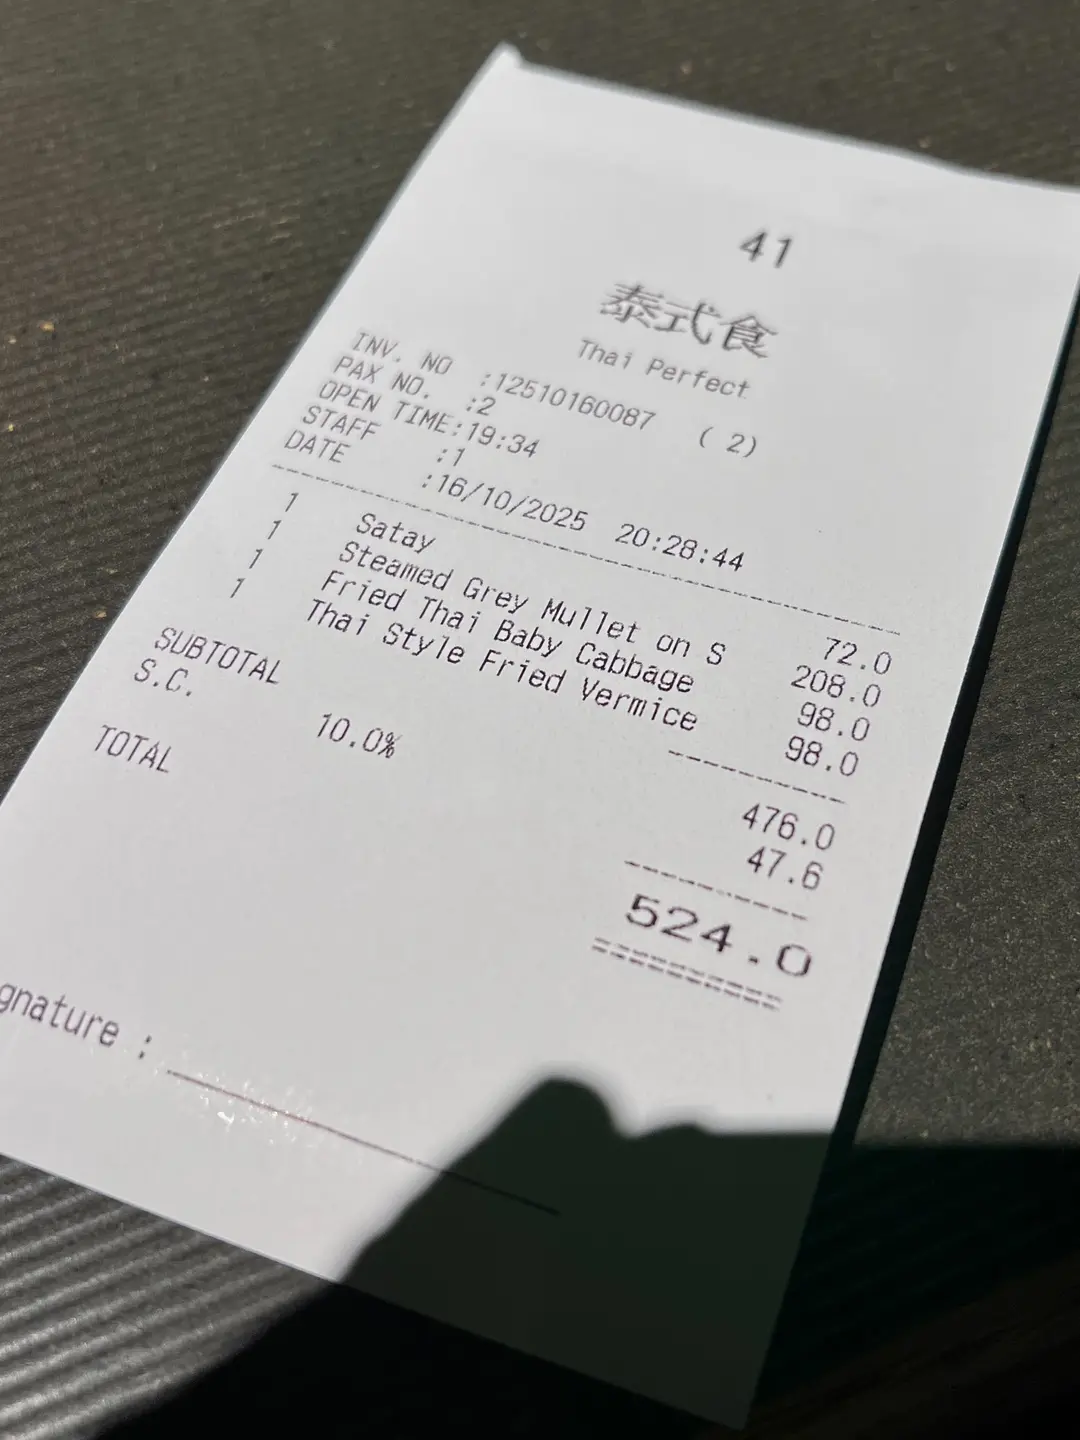 41
泰式食
Thai Perfect
INV. NO :12510160087 ( 2)
PAX NO. :2
OPEN TIME:19:34
STAFF :1
DATE :16/10/2025 20:28:44
1 Satay 72.0
1 Steamed Grey Mullet on S 208.0
1 Fried Thai Baby Cabbage 98.0
1 Thai Style Fried Vermice 98.0
SUBTOTAL 476.0
S.C. 10.0% 47.6
TOTAL 524.0
gnature :